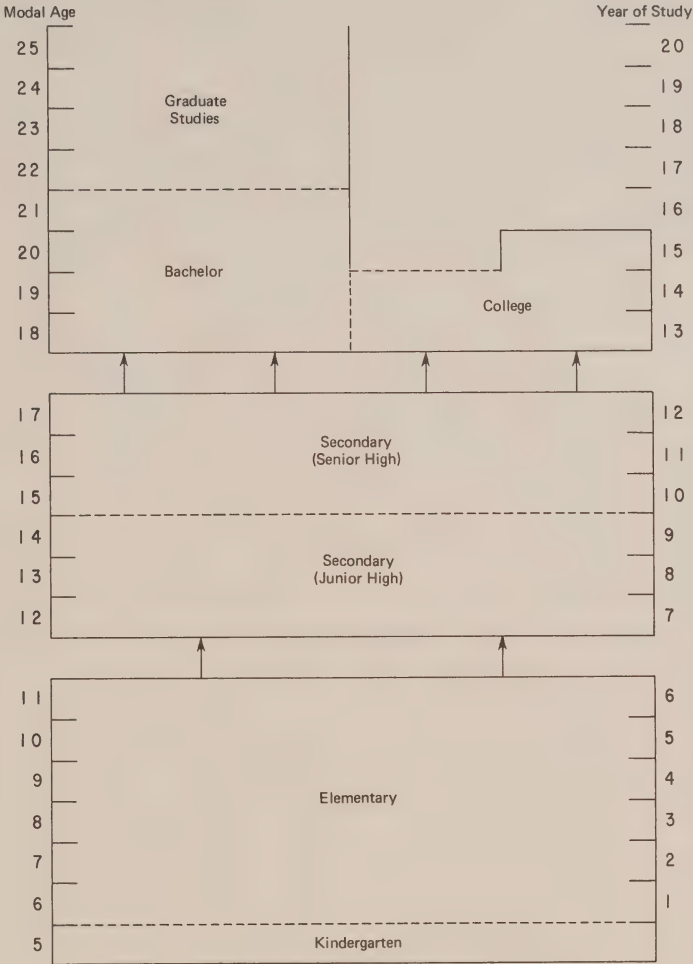 Modal Age Year of Study
25 20
24 19
Graduate
Studies
23 18
22 17
21 16
20 Bachelor 15
19 College 14
18 13
17 12
Secondary
(Senior High)
16 11
15 10
14 9
Secondary
(Junior High)
13 8
12 7
11 6
10 5
9 4
Elementary
8 3
7 2
6 1
5 Kindergarten